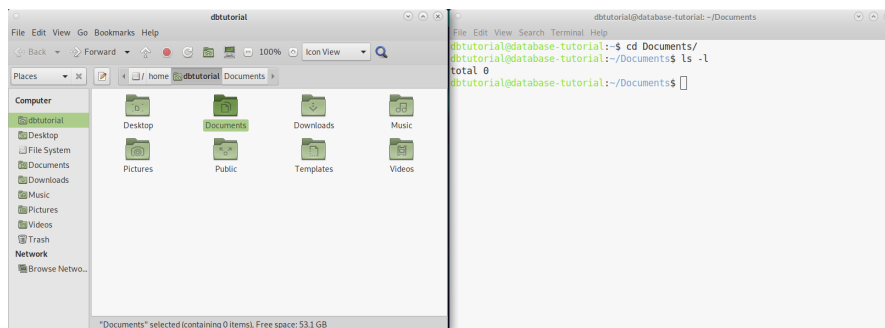 dbtutorial
File Edit View Go Bookmarks Help
Back Forward 100% Icon View
Places / home dbtutorial Documents
Computer
dbtutorial
Desktop
File System
Documents
Downloads
Music
Pictures
Videos
Trash
Network
Browse Netwo...
Desktop Documents Downloads Music
Pictures Public Templates Videos
"Documents" selected (containing 0 items), Free space: 53.1 GB
dbtutorial@database-tutorial: ~/Documents
File Edit View Search Terminal Help
dbtutorial@database-tutorial:~$ cd Documents/
dbtutorial@database-tutorial:~/Documents$ ls -l
total 0
dbtutorial@database-tutorial:~/Documents$